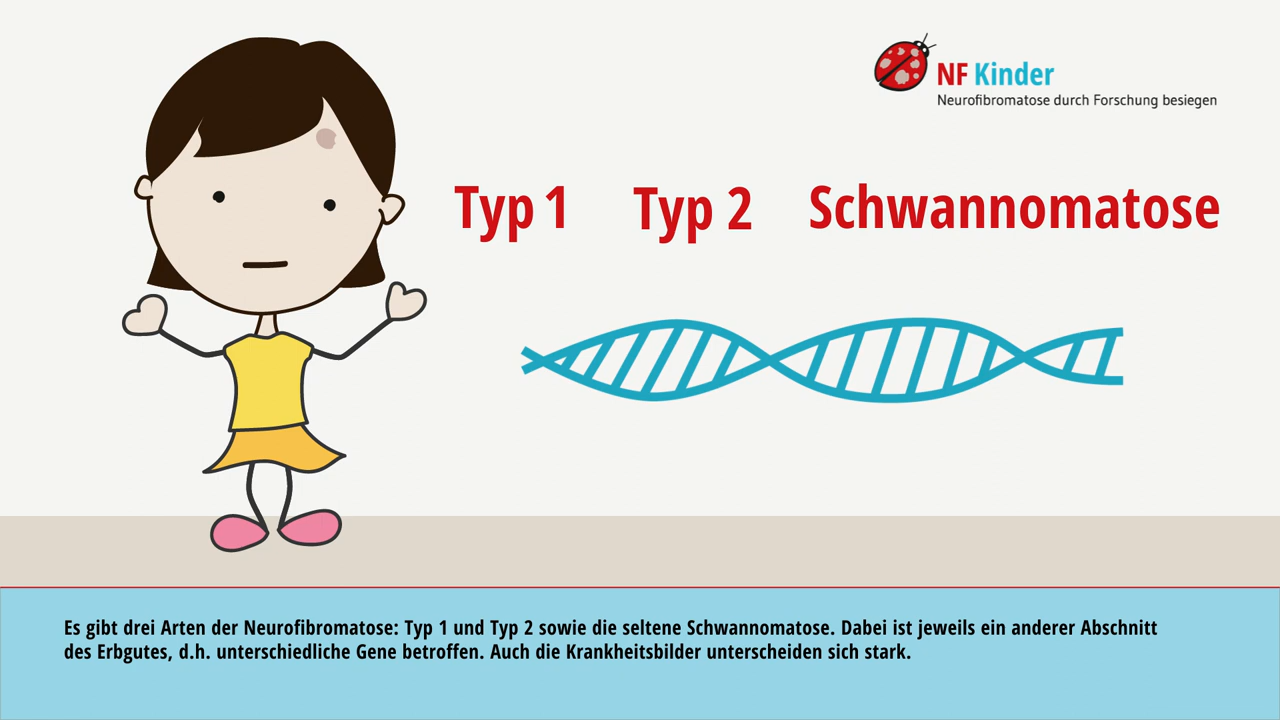 NF Kinder
Neurofibromatose durch Forschung besiegen
Typ 1 Typ 2 Schwannomatose
Es gibt drei Arten der Neurofibromatose: Typ 1 und Typ 2 sowie die seltene Schwannomatose. Dabei ist jeweils ein anderer Abschnitt
des Erbgutes, d.h. unterschiedliche Gene betroffen. Auch die Krankheitsbilder unterscheiden sich stark.